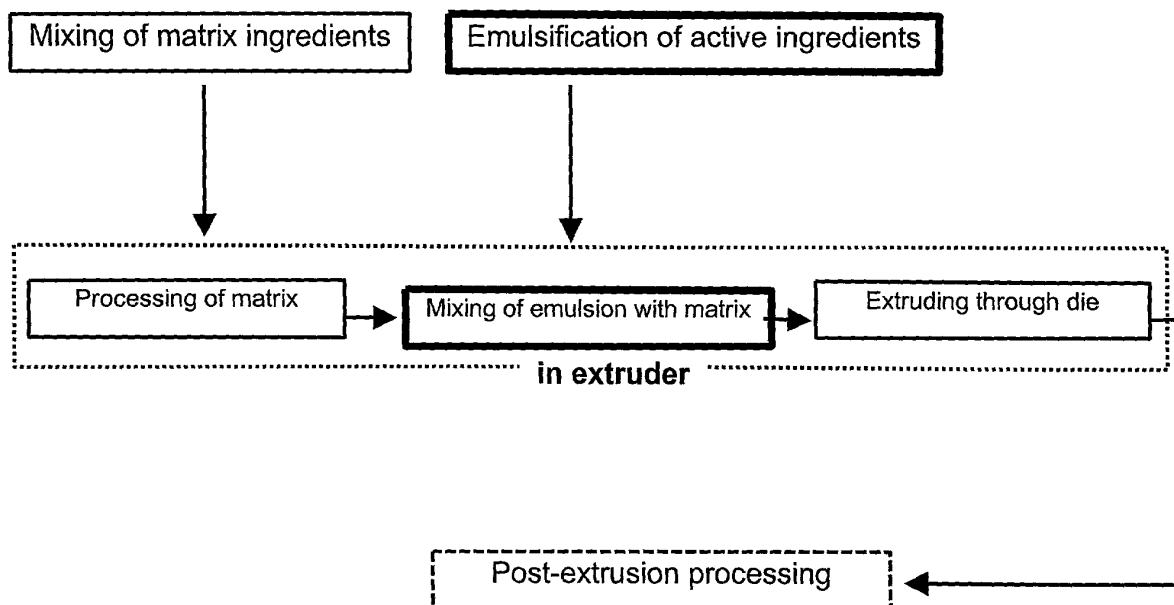 Mixing of matrix ingredients
Emulsification of active ingredients
Processing of matrix
Mixing of emulsion with matrix
Extruding through die
in extruder
Post-extrusion processing